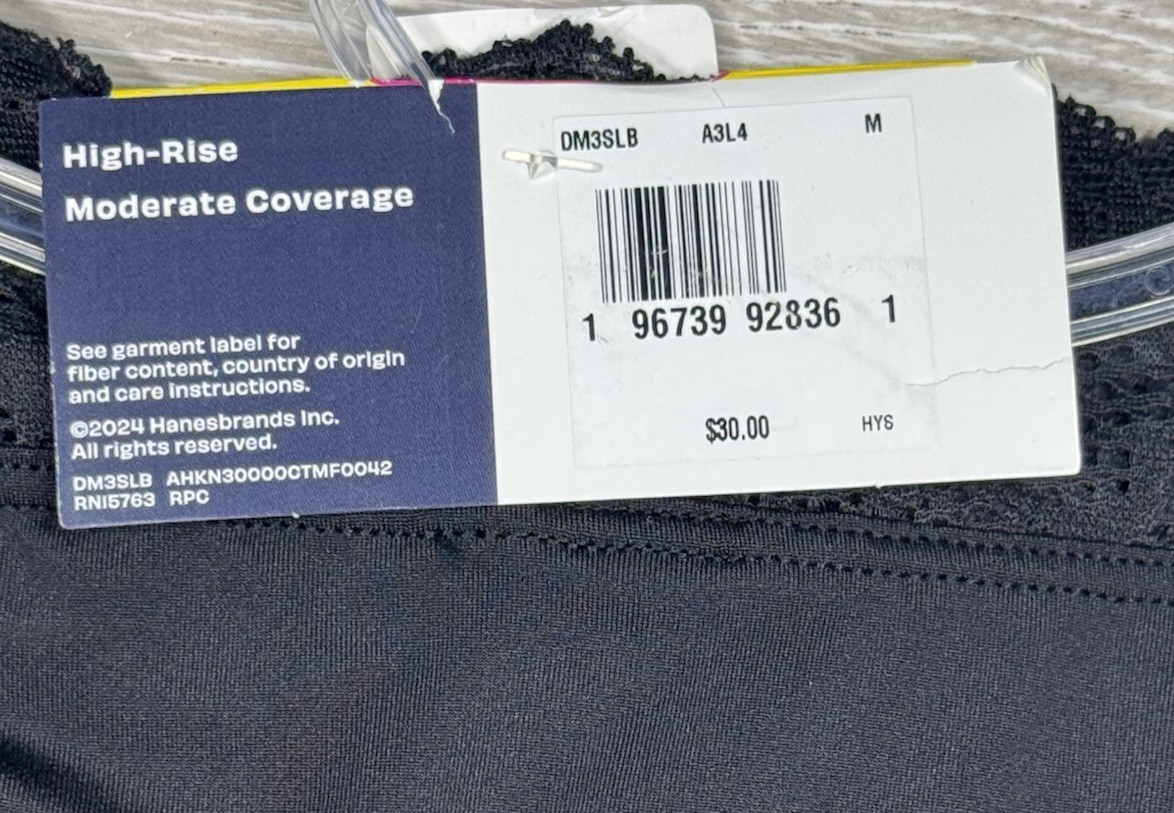 High-Rise
Moderate Coverage
See garment label for
fiber content, country of origin
and care instructions.
©2024 Hanesbrands Inc.
All rights reserved.
DM3SLB AHKN30000CTMF0042
RN15763 RPC
DM3SLB A3L4 M
1 96739 92836 1
$30.00 HYS